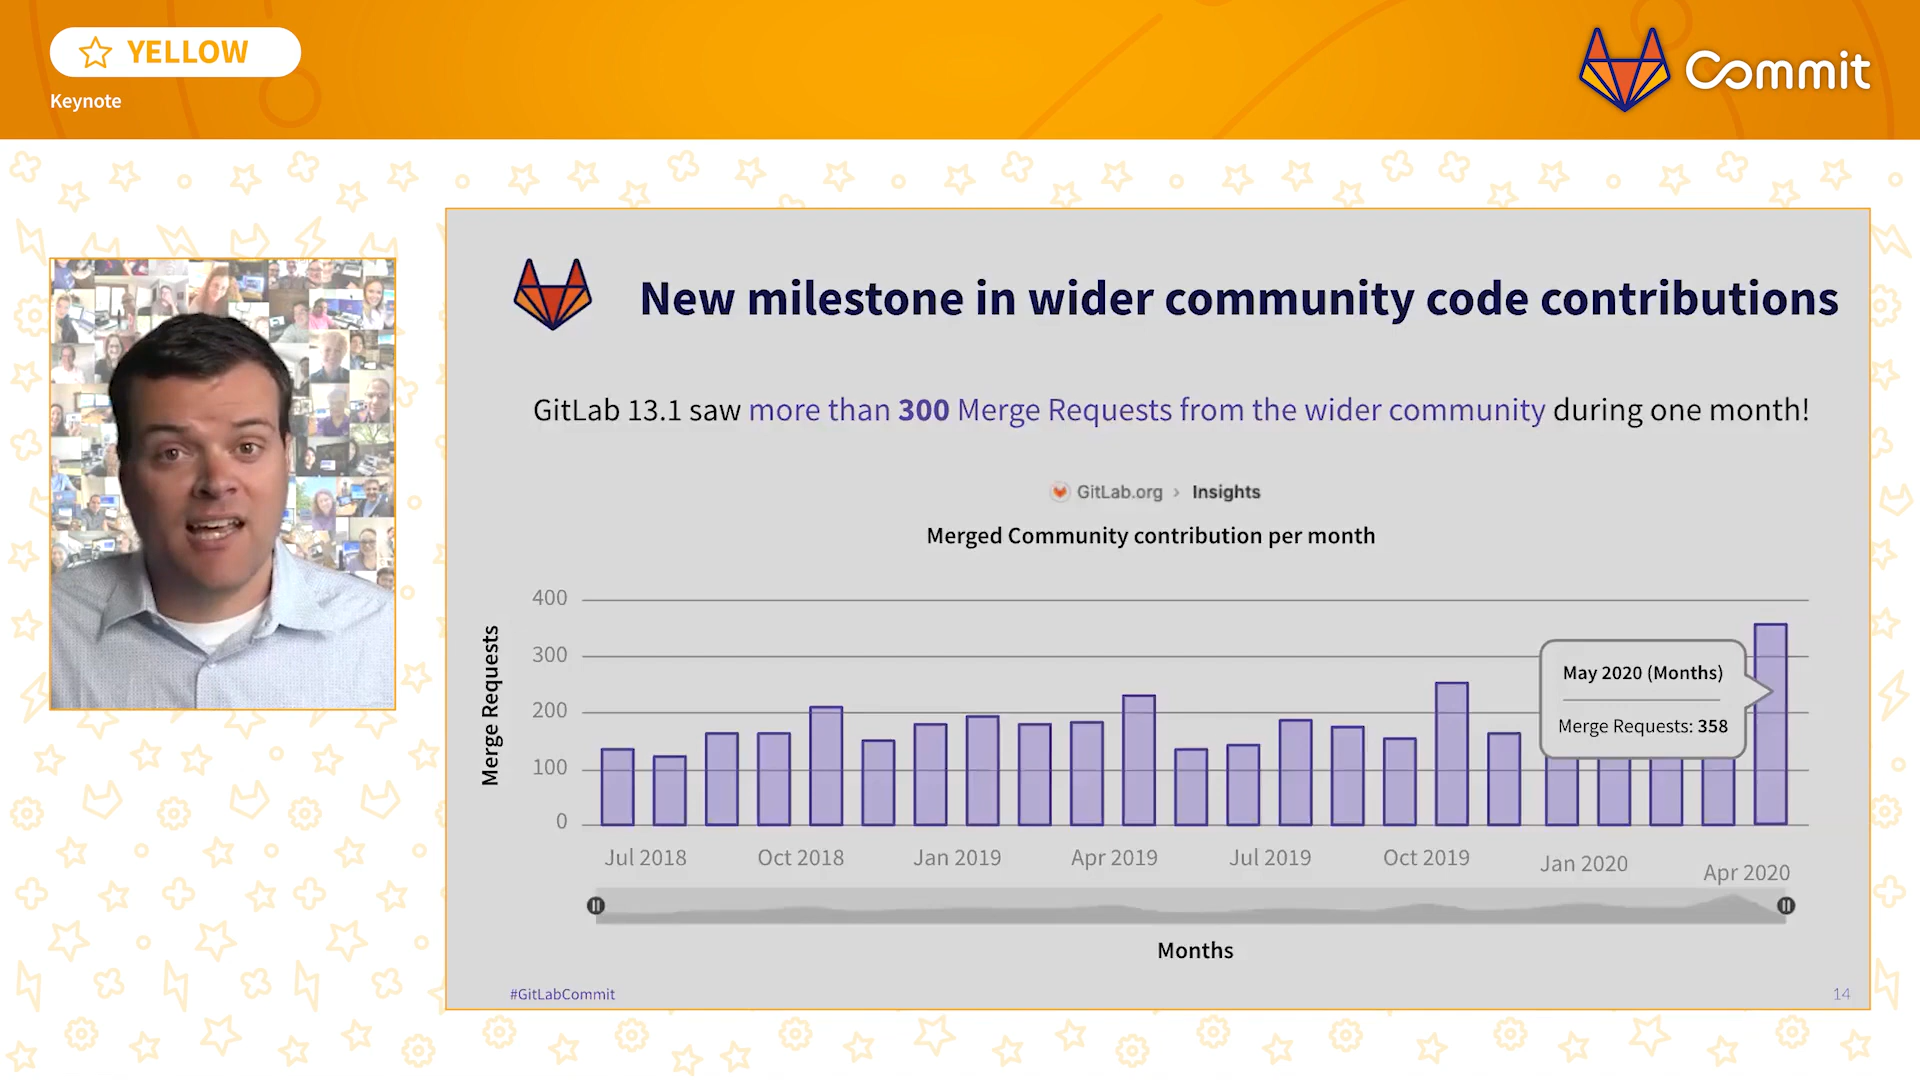 YELLOW
Keynote
Commit
New milestone in wider community code contributions
GitLab 13.1 saw more than 300 Merge Requests from the wider community during one month!
GitLab.org › Insights
Merged Community contribution per month
Merge Requests
400
300
200
100
0
May 2020 (Months)
Merge Requests: 358
Jul 2018
Oct 2018
Jan 2019
Apr 2019
Jul 2019
Oct 2019
Jan 2020
Apr 2020
Months
#GitLabCommit
14